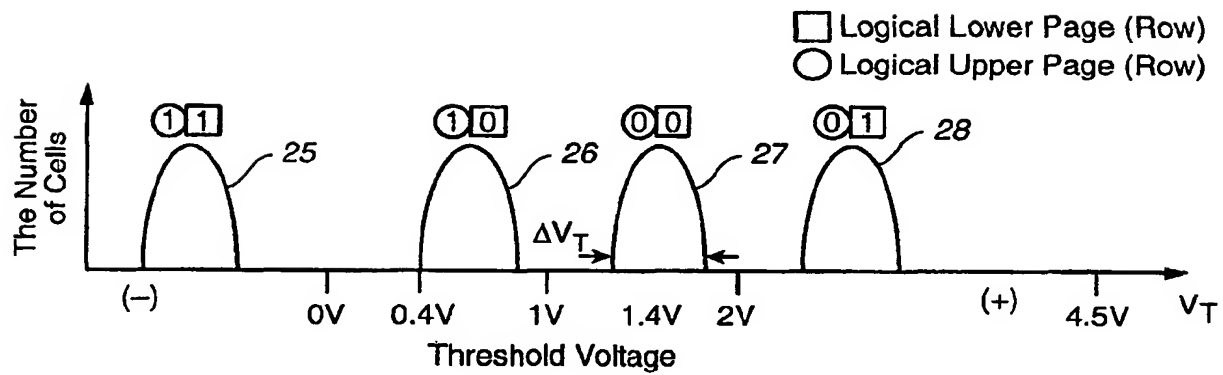 Logical Lower Page (Row)
Logical Upper Page (Row)
1 1
1 0
0 0
0 1
25
26
27
28
The Number
of Cells
ΔVT
(–)
0V
0.4V
1V
1.4V
2V
(+)
4.5V
VT
Threshold Voltage